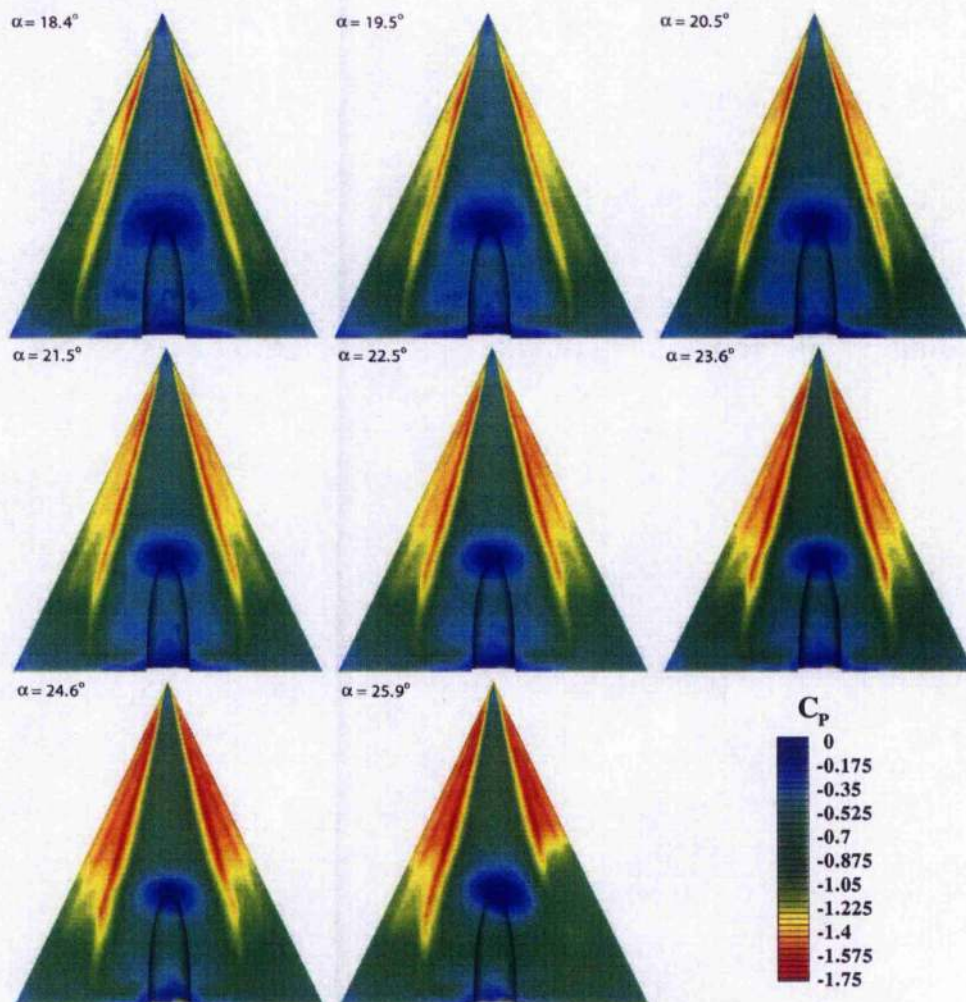 α = 18.4°
α = 19.5°
α = 20.5°
α = 21.5°
α = 22.5°
α = 23.6°
α = 24.6°
α = 25.9°
C_P
0
-0.175
-0.35
-0.525
-0.7
-0.875
-1.05
-1.225
-1.4
-1.575
-1.75